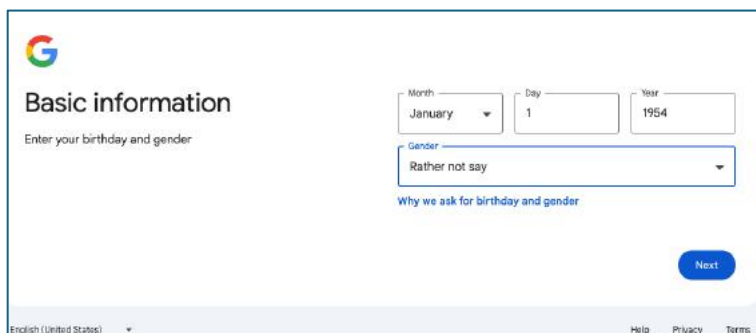 Basic information
Enter your birthday and gender
Month
Day
Year
January
1
1954
Gender
Rather not say
Why we ask for birthday and gender
Next
English (United States)
Help
Privacy
Terms